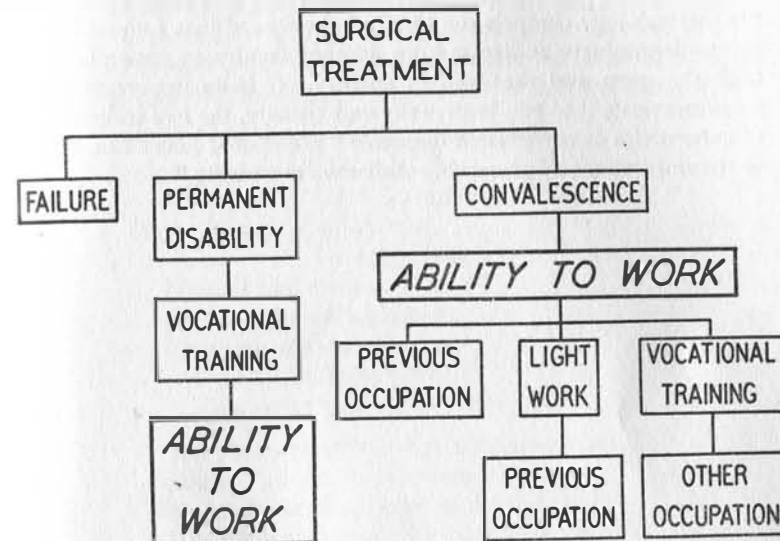 SURGICAL
TREATMENT
FAILURE
PERMANENT
DISABILITY
CONVALESCENCE
ABILITY TO WORK
VOCATIONAL
TRAINING
PREVIOUS
OCCUPATION
LIGHT
WORK
VOCATIONAL
TRAINING
ABILITY
TO
WORK
PREVIOUS
OCCUPATION
OTHER
OCCUPATION